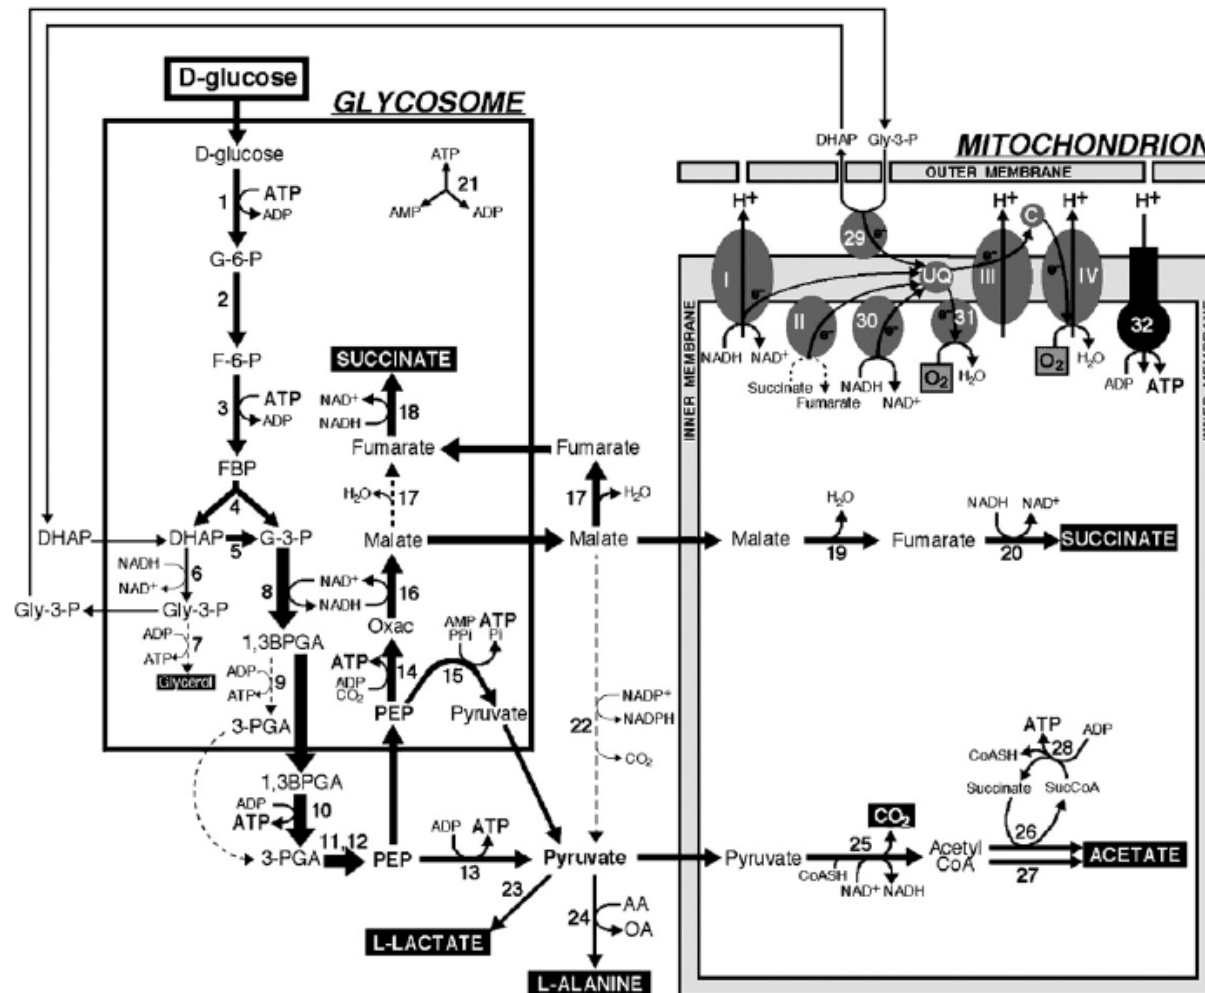 D-glucose
GLYCOSOME
D-glucose
1
ATP
ADP
G-6-P
2
F-6-P
3
ATP
ADP
FBP
4
DHAP
DHAP
5
G-3-P
NADH
NAD+
6
Gly-3-P
Gly-3-P
ADP
ATP
7
Glycerol
8
NAD+
NADH
1,3BPGA
ADP
ATP
9
3-PGA
1,3BPGA
ADP
ATP
10
3-PGA
11,12
PEP
ATP
21
AMP
ADP
SUCCINATE
NAD+
NADH
18
Fumarate
Fumarate
H2O
17
17
H2O
Malate
Malate
16
Oxac
ATP
ADP
CO2
14
PEP
AMP
PPi
ATP
Pi
15
Pyruvate
NADP+
NADPH
22
CO2
ADP
ATP
13
Pyruvate
23
L-LACTATE
24
AA
OA
L-ALANINE
DHAP
Gly-3-P
MITOCHONDRION
OUTER MEMBRANE
H+
H+
H+
H+
29
e-
C
I
e-
UQ
III
e-
IV
II
e-
30
e-
e-
31
32
NADH
NAD+
Succinate
Fumarate
NADH
NAD+
O2
H2O
O2
H2O
ADP
ATP
INNER MEMBRANE
INNER MEMBRANE
Malate
H2O
19
Fumarate
NADH
NAD+
20
SUCCINATE
ATP
ADP
CoASH
28
Succinate
SucCoA
26
Pyruvate
CO2
25
CoASH
NAD+
NADH
Acetyl
CoA
27
ACETATE